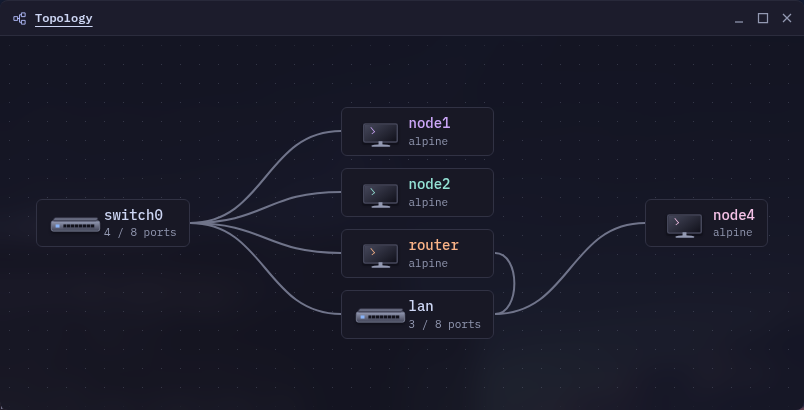 Topology
node1
alpine
node2
alpine
switch0
4 / 8 ports
router
alpine
node4
alpine
lan
3 / 8 ports